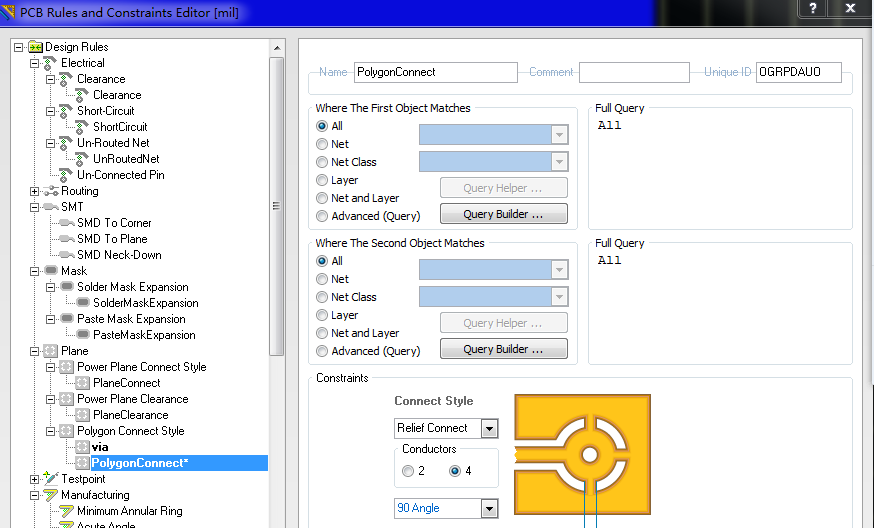 PCB Rules and Constraints Editor [mil]
?
Design Rules
Electrical
Clearance
Clearance
Short-Circuit
ShortCircuit
Un-Routed Net
UnRoutedNet
Un-Connected Pin
Routing
SMT
SMD To Corner
SMD To Plane
SMD Neck-Down
Mask
Solder Mask Expansion
SolderMaskExpansion
Paste Mask Expansion
PasteMaskExpansion
Plane
Power Plane Connect Style
PlaneConnect
Power Plane Clearance
PlaneClearance
Polygon Connect Style
via
PolygonConnect*
Testpoint
Manufacturing
Minimum Annular Ring
Acute Angle
Name PolygonConnect Comment Unique ID OGRPDAUO
Where The First Object Matches
All
Net
Net Class
Layer
Net and Layer
Advanced (Query)
Query Helper ...
Query Builder ...
Full Query
All
Where The Second Object Matches
All
Net
Net Class
Layer
Net and Layer
Advanced (Query)
Query Helper ...
Query Builder ...
Full Query
All
Constraints
Connect Style
Relief Connect
Conductors
2 4
90 Angle